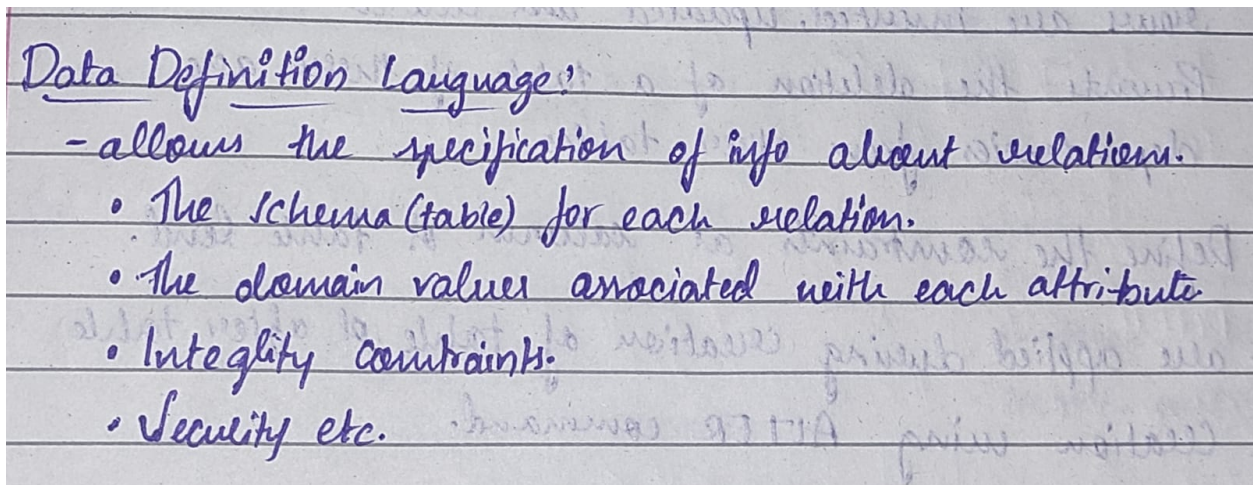 Data Definition Language:
- allows the specification of info about relations.
• The schema (table) for each relation.
• The domain values associated with each attribute.
• Integrity constraints.
• Security etc.